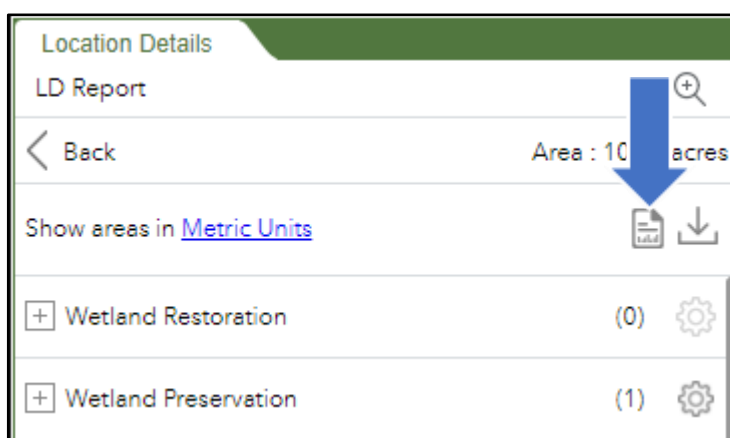 Location Details
LD Report
Back
Area : 10 acres
Show areas in Metric Units
Wetland Restoration (0)
Wetland Preservation (1)